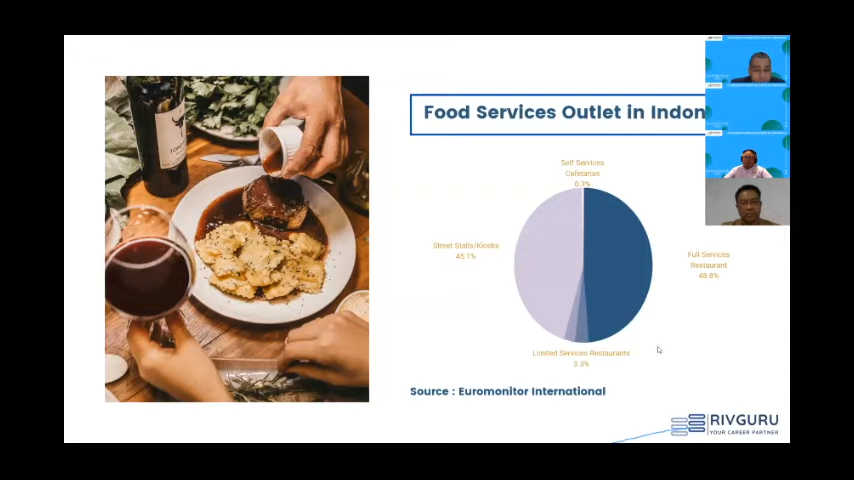 Food Services Outlet in Indon
Self Services
Cafetarias
0.3%
Street Stalls/Kiosks
45.1%
Full Services
Restaurant
48.8%
Limited Services Restaurants
3.3%
Source : Euromonitor International
RIVGURU
YOUR CAREER PARTNER